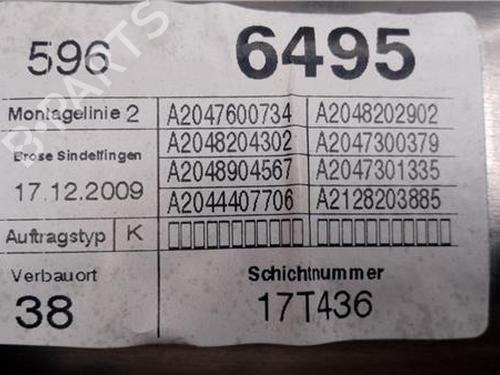 596 6495
Montagelinie 2 A2047600734 A2048202902
A2048204302 A2047300379
Brose Sindelfingen
A2048904567 A2047301335
17.12.2009
A2044407706 A2128203885
Auftragstyp K
Verbauort Schichtnummer
38 17T436
B-PARTS